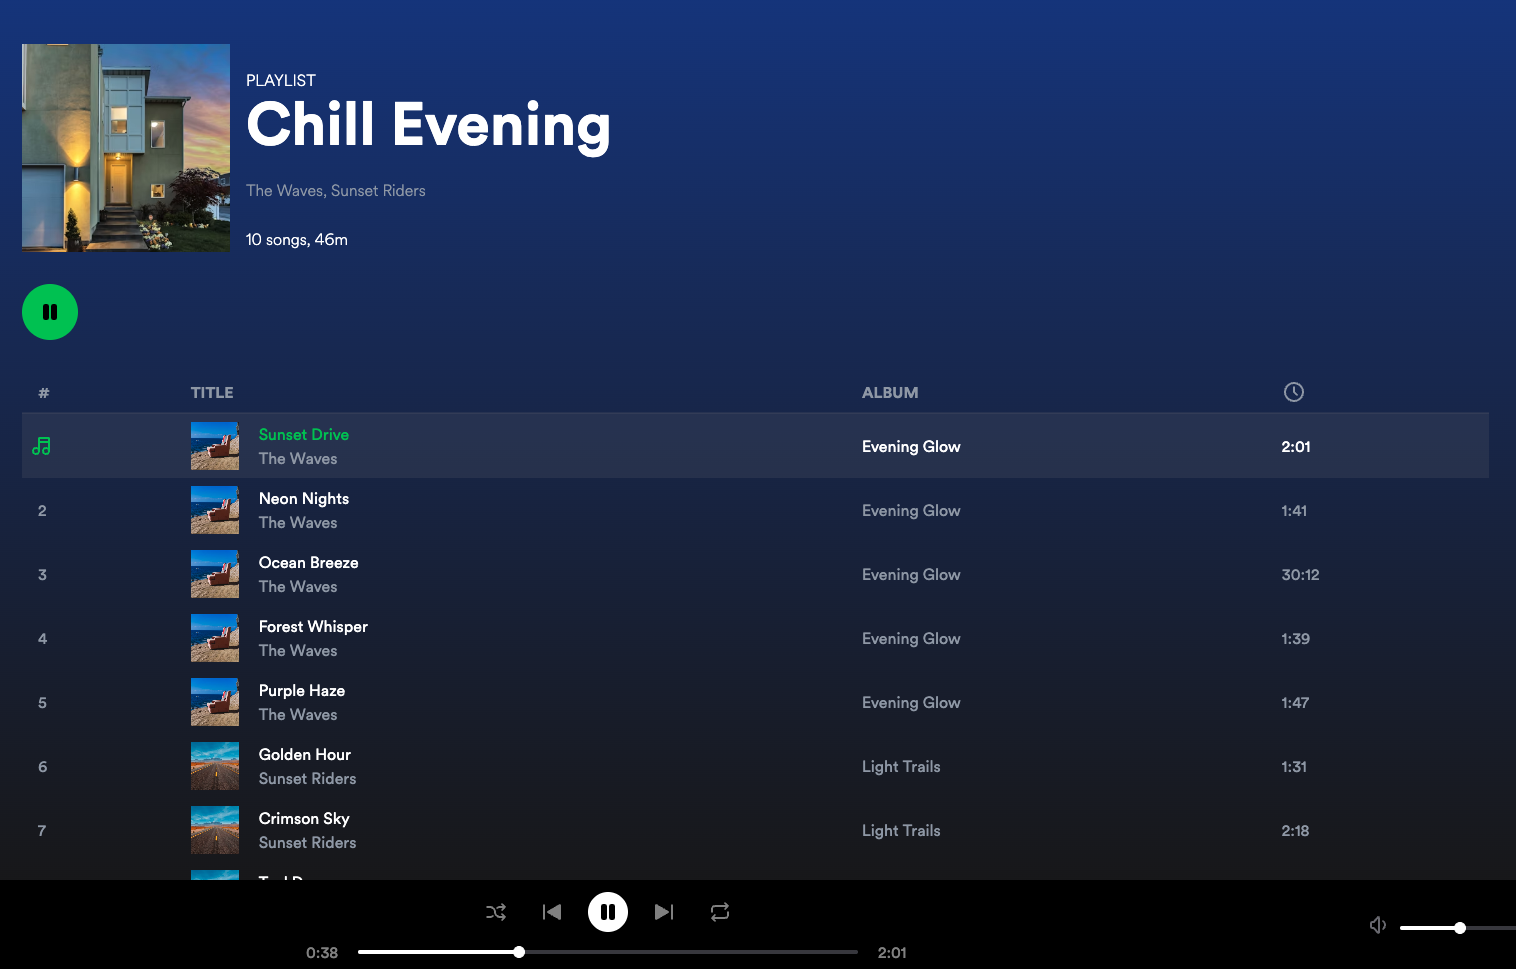 PLAYLIST
Chill Evening
The Waves, Sunset Riders
10 songs, 46m
# TITLE ALBUM
Sunset Drive
The Waves
Evening Glow
2:01
2
Neon Nights
The Waves
Evening Glow
1:41
3
Ocean Breeze
The Waves
Evening Glow
30:12
4
Forest Whisper
The Waves
Evening Glow
1:39
5
Purple Haze
The Waves
Evening Glow
1:47
6
Golden Hour
Sunset Riders
Light Trails
1:31
7
Crimson Sky
Sunset Riders
Light Trails
2:18
0:38 2:01